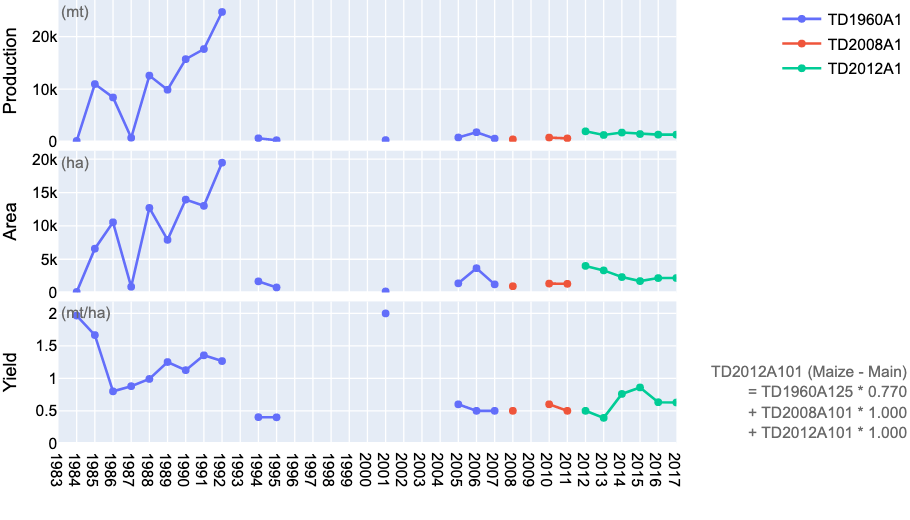 Production
(mt)
20k
10k
0
Area
(ha)
20k
15k
10k
5k
0
Yield
(mt/ha)
2
1.5
1
0.5
0
1983
1984
1985
1986
1987
1988
1989
1990
1991
1992
1993
1994
1995
1996
1997
1998
1999
2000
2001
2002
2003
2004
2005
2006
2007
2008
2009
2010
2011
2012
2013
2014
2015
2016
2017
TD1960A1
TD2008A1
TD2012A1
TD2012A101 (Maize - Main)
= TD1960A125 * 0.770
+ TD2008A101 * 1.000
+ TD2012A101 * 1.000